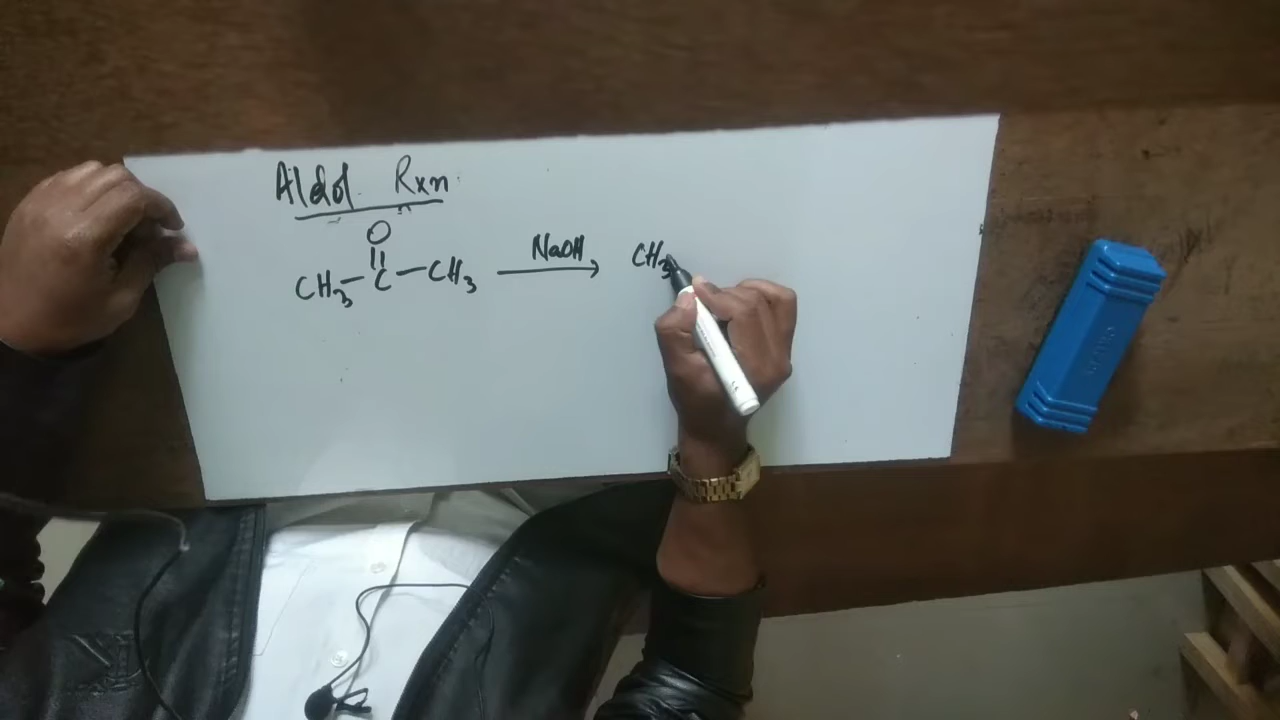 Aldol Rxn.
O
||
CH3-C-CH3 NaOH → CH3